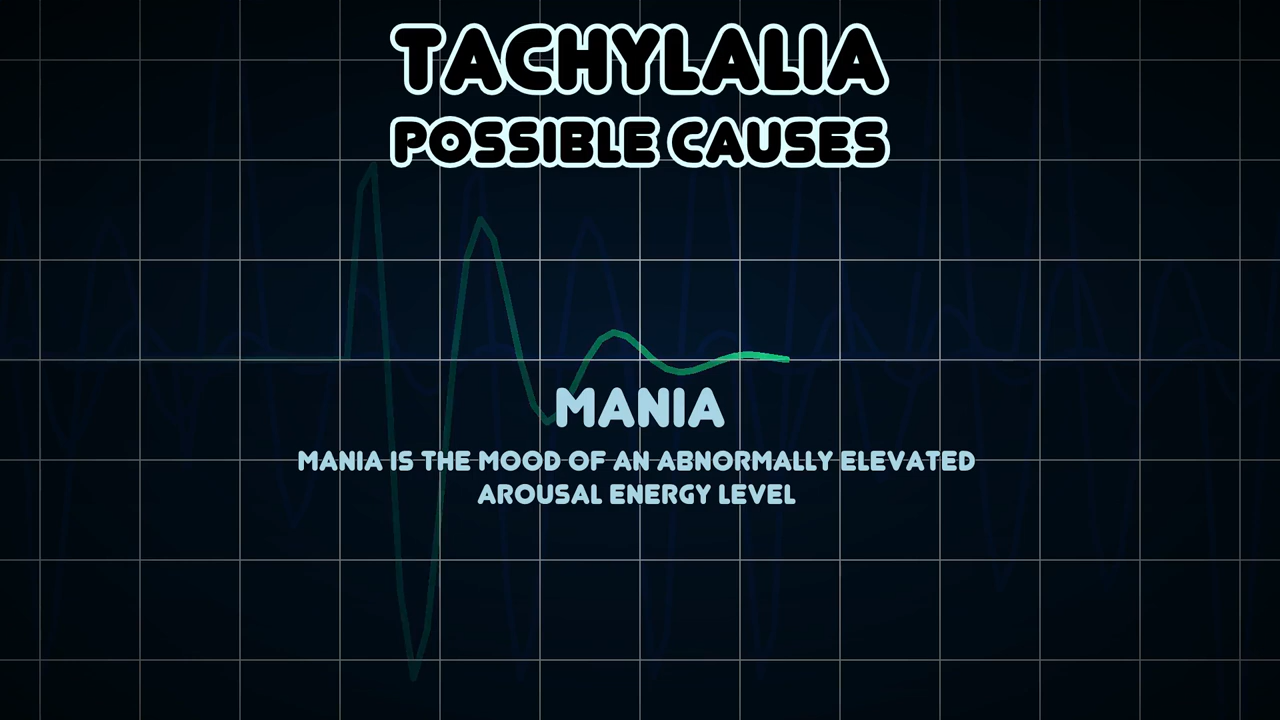 TACHYLALIA
POSSIBLE CAUSES
MANIA
MANIA IS THE MOOD OF AN ABNORMALLY ELEVATED
AROUSAL ENERGY LEVEL